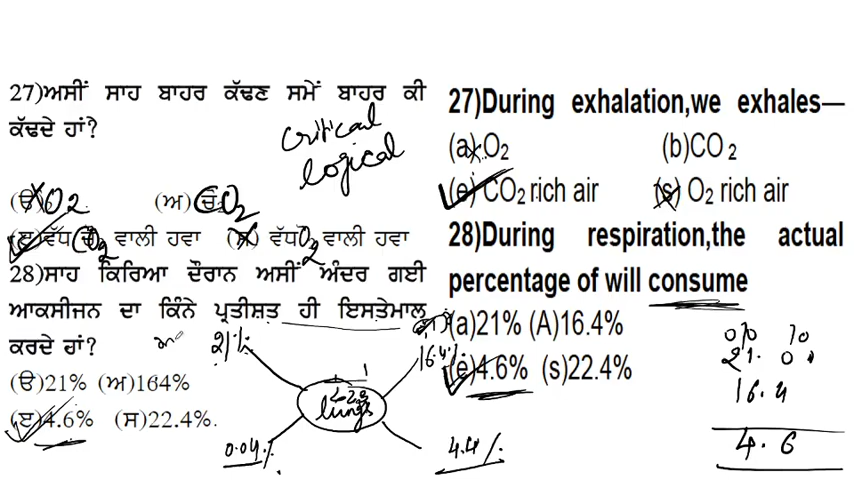 27)ਅਸੀਂ ਸਾਹ ਬਾਹਰ ਕੱਢਣ ਸਮੇਂ ਬਾਹਰ ਕੀ
ਕੱਢਦੇ ਹਾਂ?
critical
logical
(ੳ) O2 (ਅ) CO2
(ੲ)ਵੱਧ CO2 ਵਾਲੀ ਹਵਾ (ਸ) ਵੱਧ O2 ਵਾਲੀ ਹਵਾ
28)ਸਾਹ ਕਿਰਿਆ ਦੌਰਾਨ ਅਸੀਂ ਅੰਦਰ ਗਈ
ਆਕਸੀਜਨ ਦਾ ਕਿੰਨੇ ਪ੍ਰਤੀਸ਼ਤ ਹੀ ਇਸਤੇਮਾਲ
ਕਰਦੇ ਹਾਂ?
(ੳ)21% (ਅ)164%
(ੲ)4.6% (ਸ)22.4%.
21%
16.4%
lungs
0.04%
4.4%
27)During exhalation,we exhales—
(a) O2 (b)CO2
(e) CO2 rich air (s) O2 rich air
28)During respiration,the actual
percentage of will consume
(a)21% (A)16.4%
(e)4.6% (s)22.4%
21.0
16.4
4.6